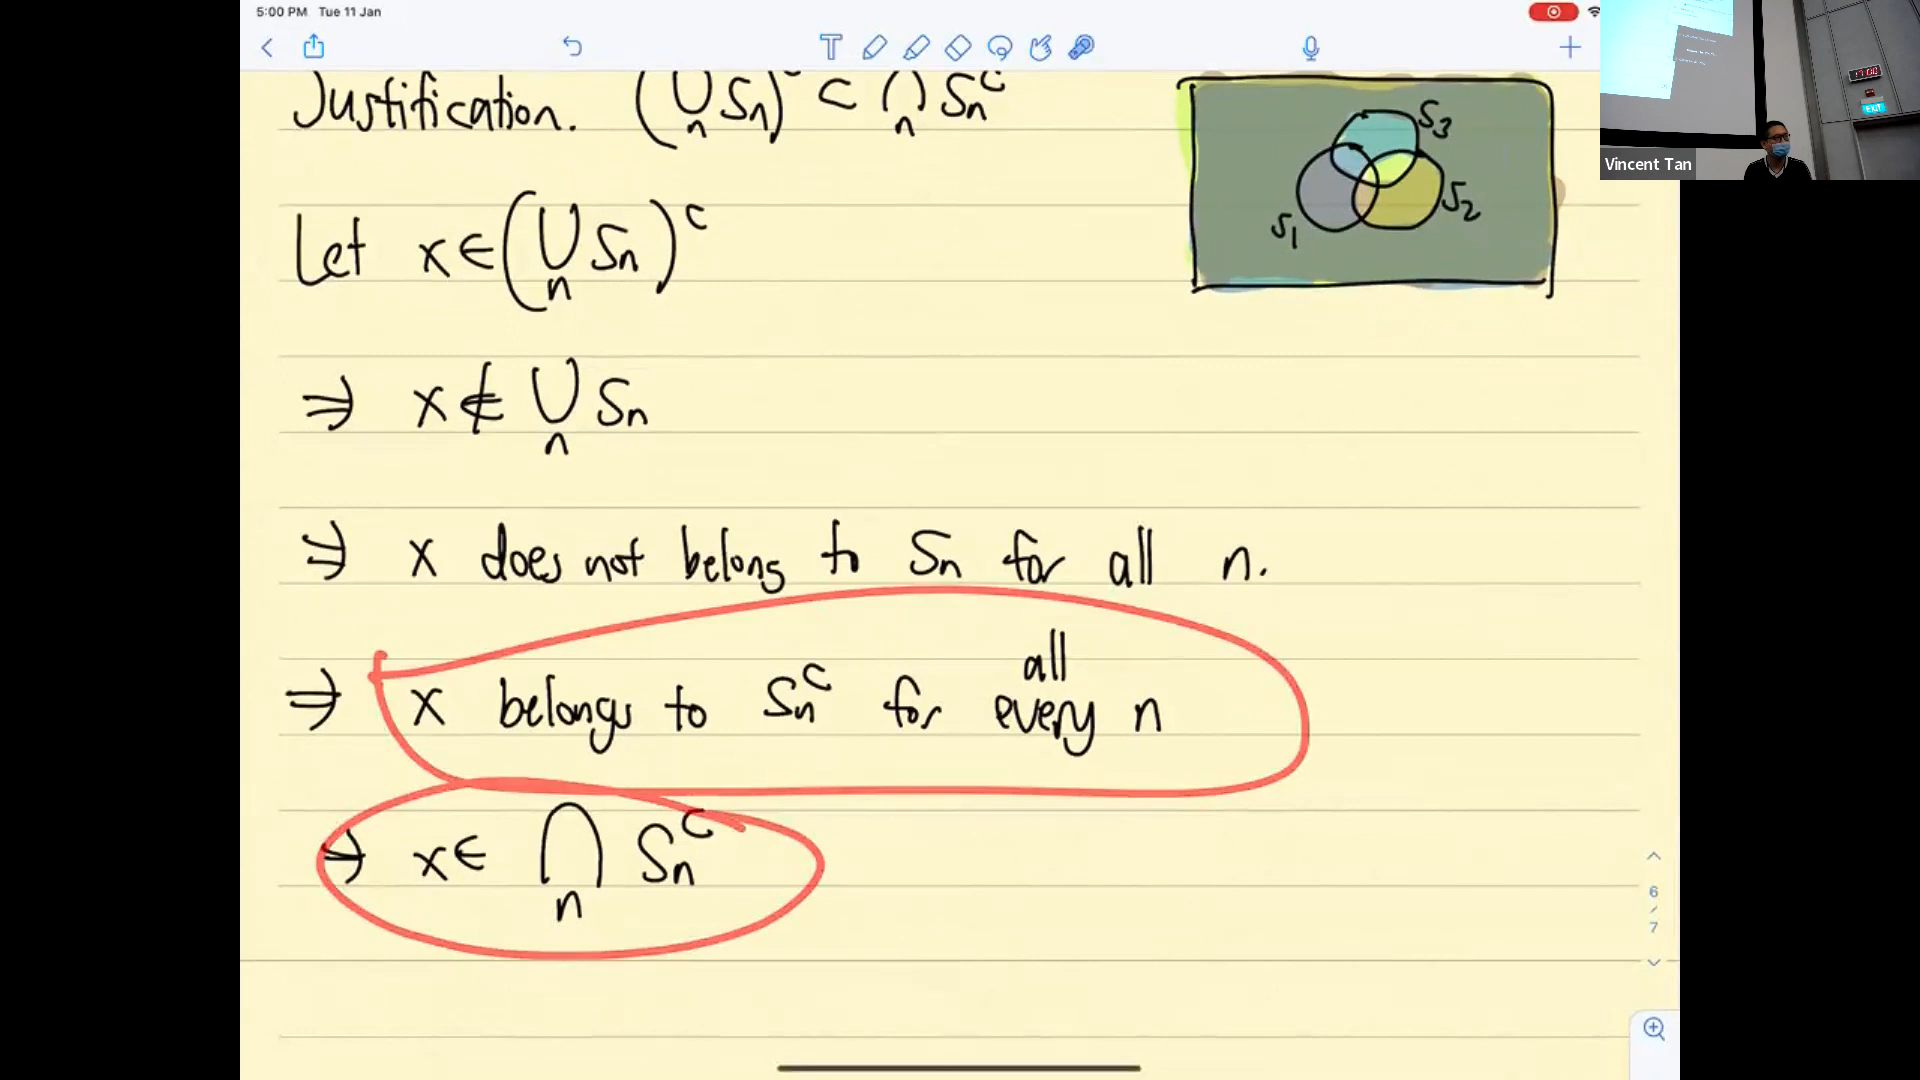 5:00 PM Tue 11 Jan
Justification. (⋃ₙ Sₙ)ᶜ ⊂ ⋂ₙ Sₙᶜ
S₃
S₂
S₁
Vincent Tan
EXIT
Let x ∈ (⋃ₙ Sₙ)ᶜ
⇒ x ∉ ⋃ₙ Sₙ
⇒ x does not belong to Sₙ for all n.
all
⇒ x belongs to Sₙᶜ for every n
⇒ x ∈ ⋂ₙ Sₙᶜ
6
/
7